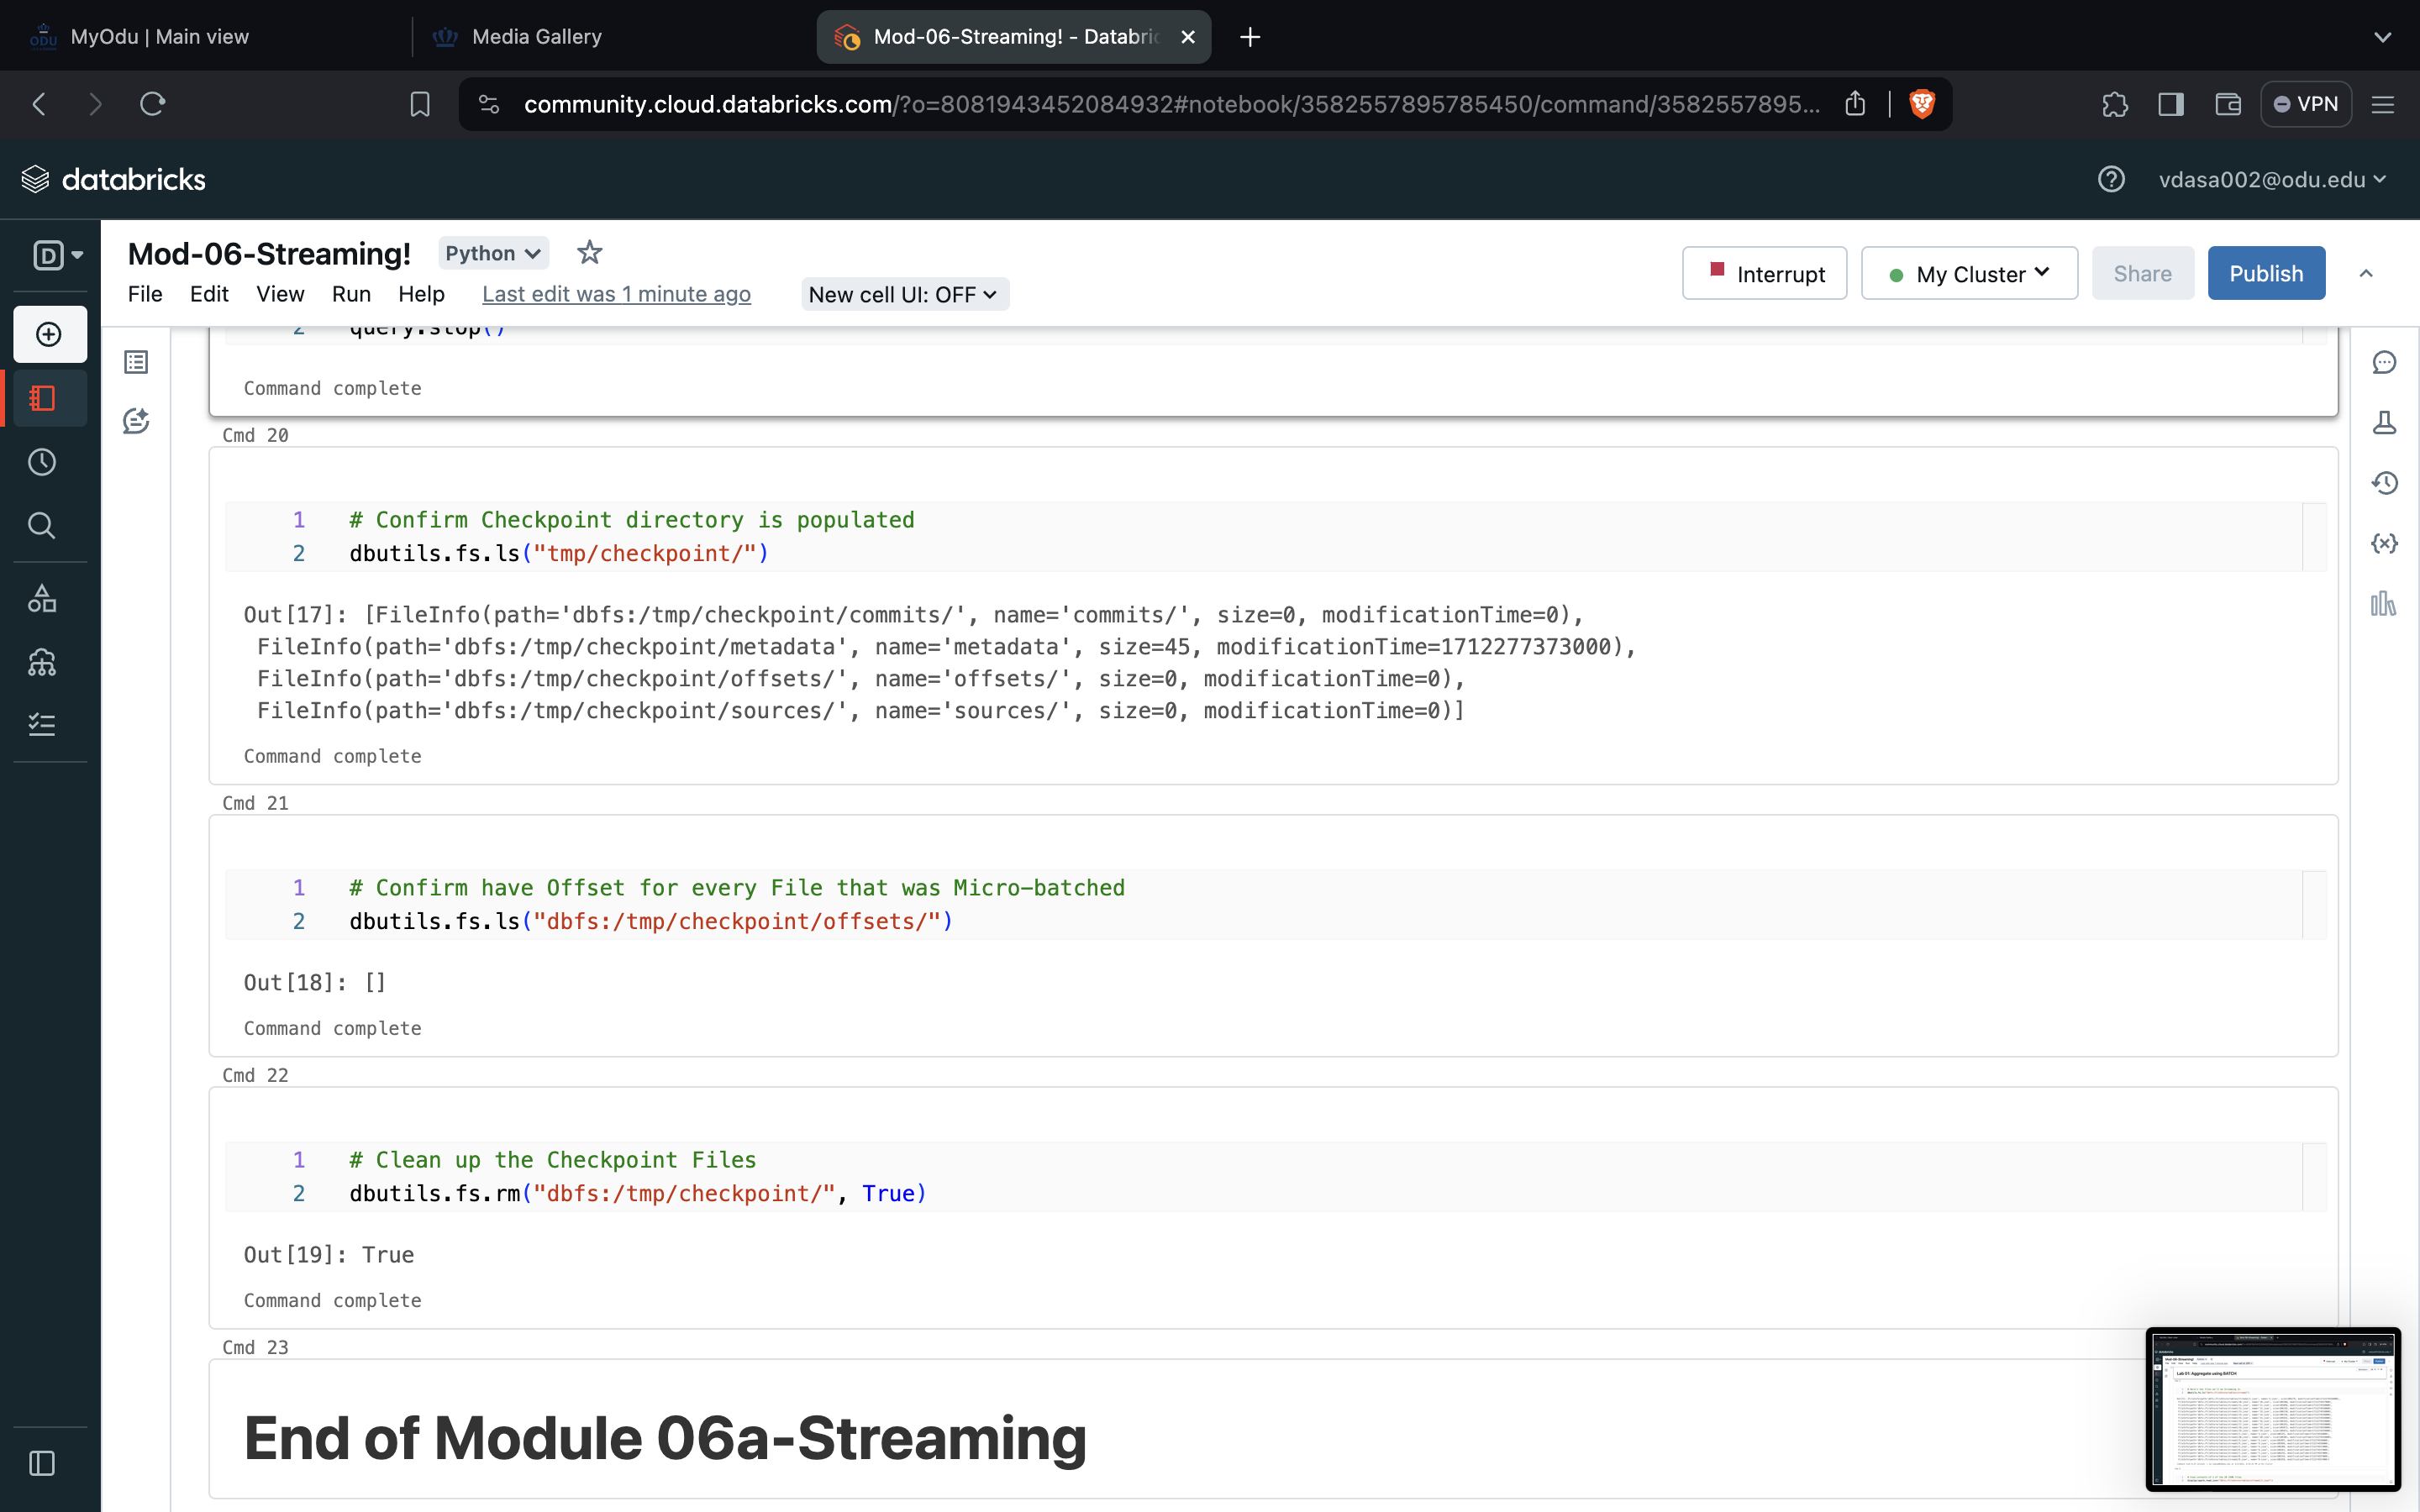 MyOdu | Main view
Media Gallery
Mod-06-Streaming! - Databric
community.cloud.databricks.com/?o=8081943452084932#notebook/3582557895785450/command/3582557895...
VPN
databricks
vdasa002@odu.edu
D
Mod-06-Streaming!
Python
File Edit View Run Help
Last edit was 1 minute ago
New cell UI: OFF
Interrupt
My Cluster
Share
Publish
2 query.stop()
Command complete
Cmd 20
1 # Confirm Checkpoint directory is populated
2 dbutils.fs.ls("tmp/checkpoint/")
Out[17]: [FileInfo(path='dbfs:/tmp/checkpoint/commits/', name='commits/', size=0, modificationTime=0),
FileInfo(path='dbfs:/tmp/checkpoint/metadata', name='metadata', size=45, modificationTime=1712277373000),
FileInfo(path='dbfs:/tmp/checkpoint/offsets/', name='offsets/', size=0, modificationTime=0),
FileInfo(path='dbfs:/tmp/checkpoint/sources/', name='sources/', size=0, modificationTime=0)]
Command complete
Cmd 21
1 # Confirm have Offset for every File that was Micro-batched
2 dbutils.fs.ls("dbfs:/tmp/checkpoint/offsets/")
Out[18]: []
Command complete
Cmd 22
1 # Clean up the Checkpoint Files
2 dbutils.fs.rm("dbfs:/tmp/checkpoint/", True)
Out[19]: True
Command complete
Cmd 23
End of Module 06a-Streaming
Lab 01: Aggregate using BATCH